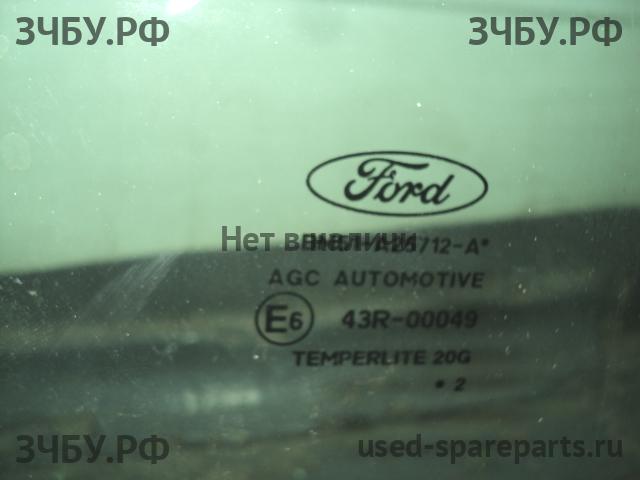 ЗЧБУ.РФ ЗЧБУ.РФ
Ford
Нет в наличии
AGC AUTOMOTIVE
E6 43R-00049
TEMPERLITE 20G
• 2
ЗЧБУ.РФ used-spareparts.ru